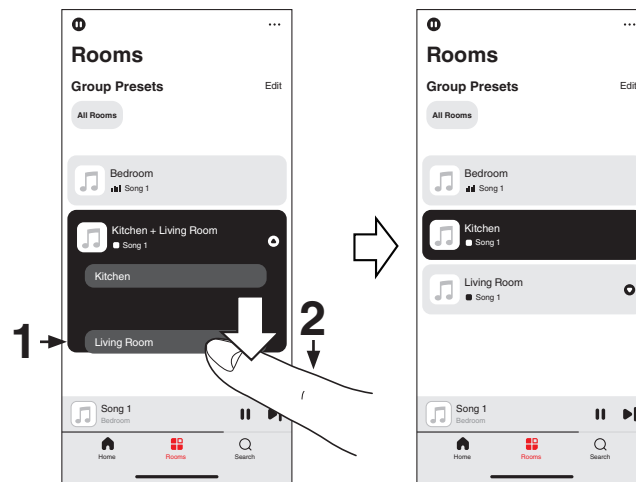 Rooms
Group Presets
Edit
All Rooms
Bedroom
Song 1
Kitchen + Living Room
Song 1
Kitchen
Living Room
1
2
Song 1
Bedroom
Home
Rooms
Search
Rooms
Group Presets
Edit
All Rooms
Bedroom
Song 1
Kitchen
Song 1
Living Room
Song 1
Song 1
Bedroom
Home
Rooms
Search